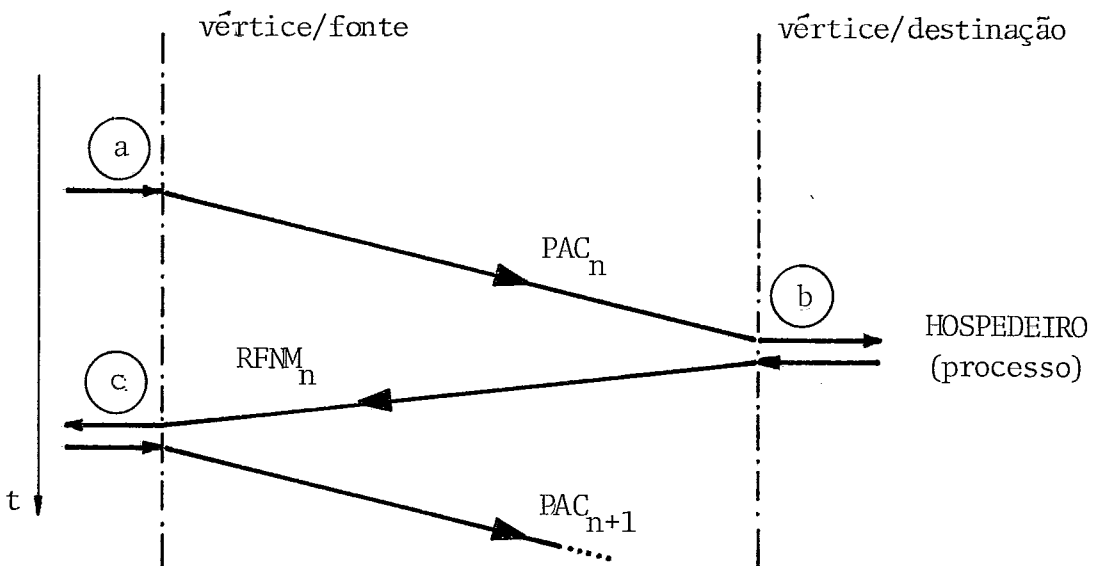 vértice/fonte
vértice/destinação
a
PACn
b
HOSPEDEIRO
(processo)
RFNMn
c
t
PACn+1